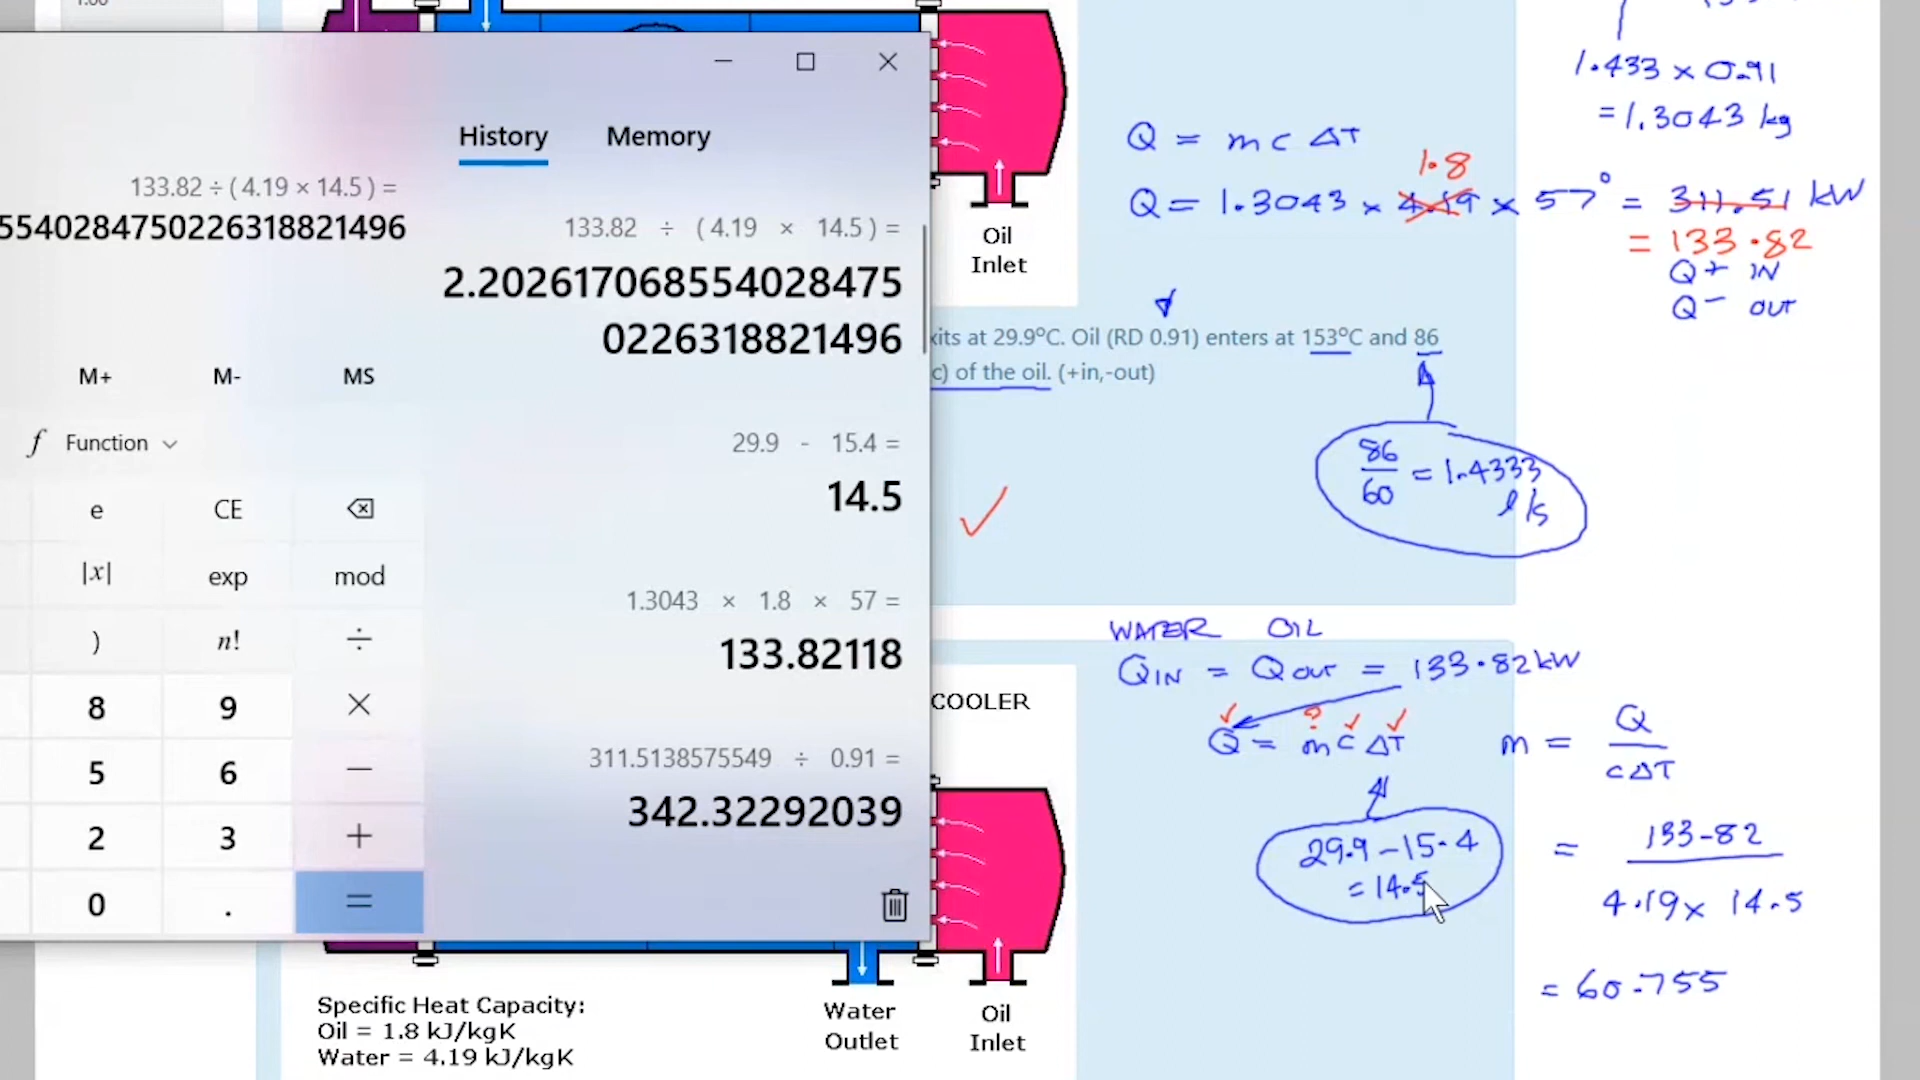 1.433 × 0.91
= 1.3043 kg
Q = m c ΔT
1.8
Q = 1.3043 × 4.19 × 57° = 311.51 kW
= 133.82
Q+ IN
Q- OUT
Oil
Inlet
xits at 29.9°C. Oil (RD 0.91) enters at 153°C and 86
c) of the oil. (+in,-out)
86
60
= 1.4333
l/s
History
Memory
133.82 ÷ ( 4.19 × 14.5 ) =
5540284750226318821496
133.82 ÷ ( 4.19 × 14.5 ) =
2.202617068554028475
0226318821496
M+
M-
MS
29.9 - 15.4 =
14.5
f Function
e
CE
|x|
exp
mod
1.3043 × 1.8 × 57 =
133.82118
)
n!
÷
8
9
×
311.5138575549 ÷ 0.91 =
342.32292039
5
6
−
2
3
+
0
.
=
WATER OIL
QIN = QOUT = 133.82kW
COOLER
?
Q = m c ΔT
m = Q
cΔT
29.9 - 15.4
= 14.5
= 133-82
4.19× 14.5
= 60.755
Specific Heat Capacity:
Oil = 1.8 kJ/kgK
Water = 4.19 kJ/kgK
Water
Outlet
Oil
Inlet